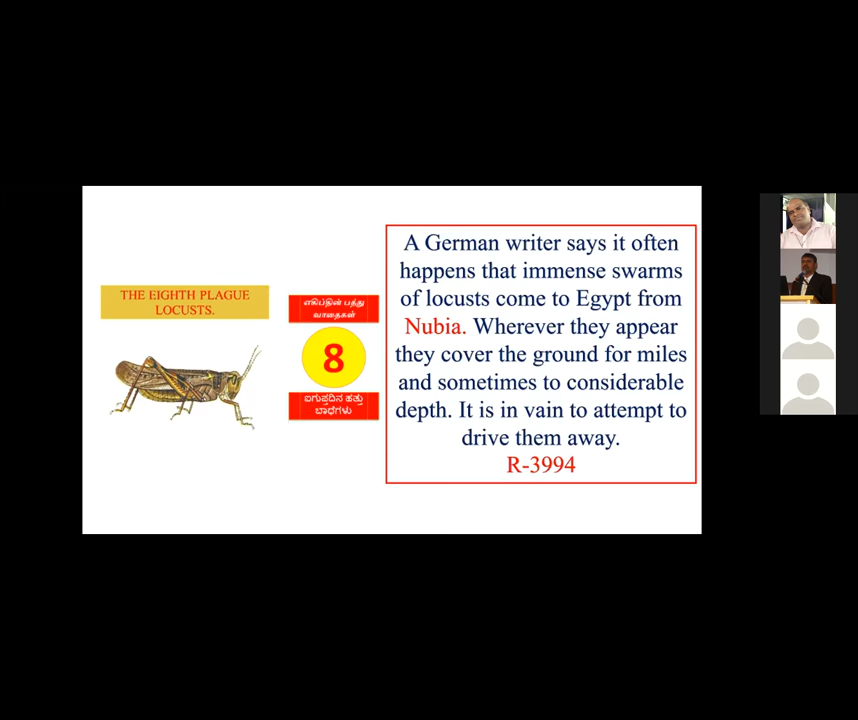 THE EIGHTH PLAGUE
LOCUSTS.
எகிப்தின் பத்து
வாதைகள்
8
ಐಗುಪ್ತದಿನ ಹತ್ತು
ಬಾಧೆಗಳು
A German writer says it often
happens that immense swarms
of locusts come to Egypt from
Nubia. Wherever they appear
they cover the ground for miles
and sometimes to considerable
depth. It is in vain to attempt to
drive them away.
R-3994